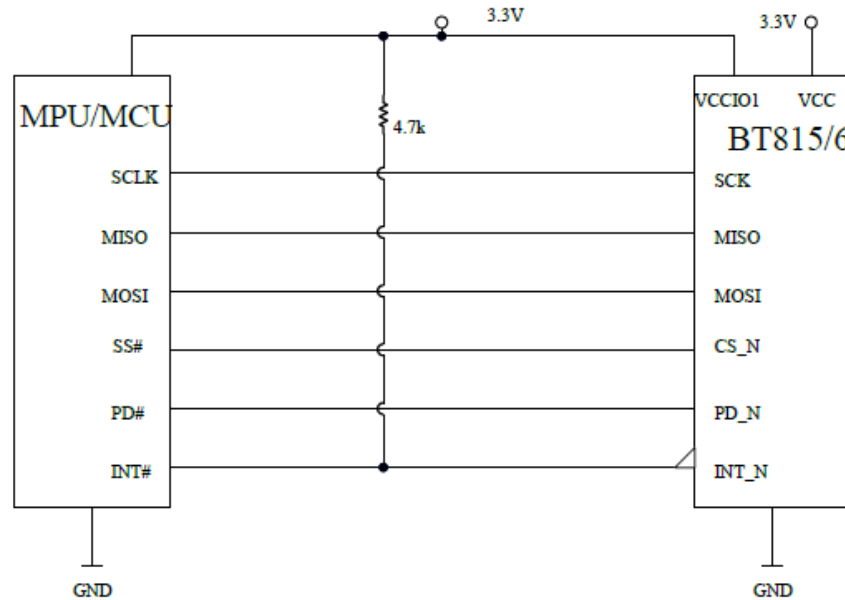 3.3V
3.3V
VCCIO1 VCC
MPU/MCU
4.7k
BT815/6
SCLK
SCK
MISO
MISO
MOSI
MOSI
SS#
CS_N
PD#
PD_N
INT#
INT_N
GND
GND